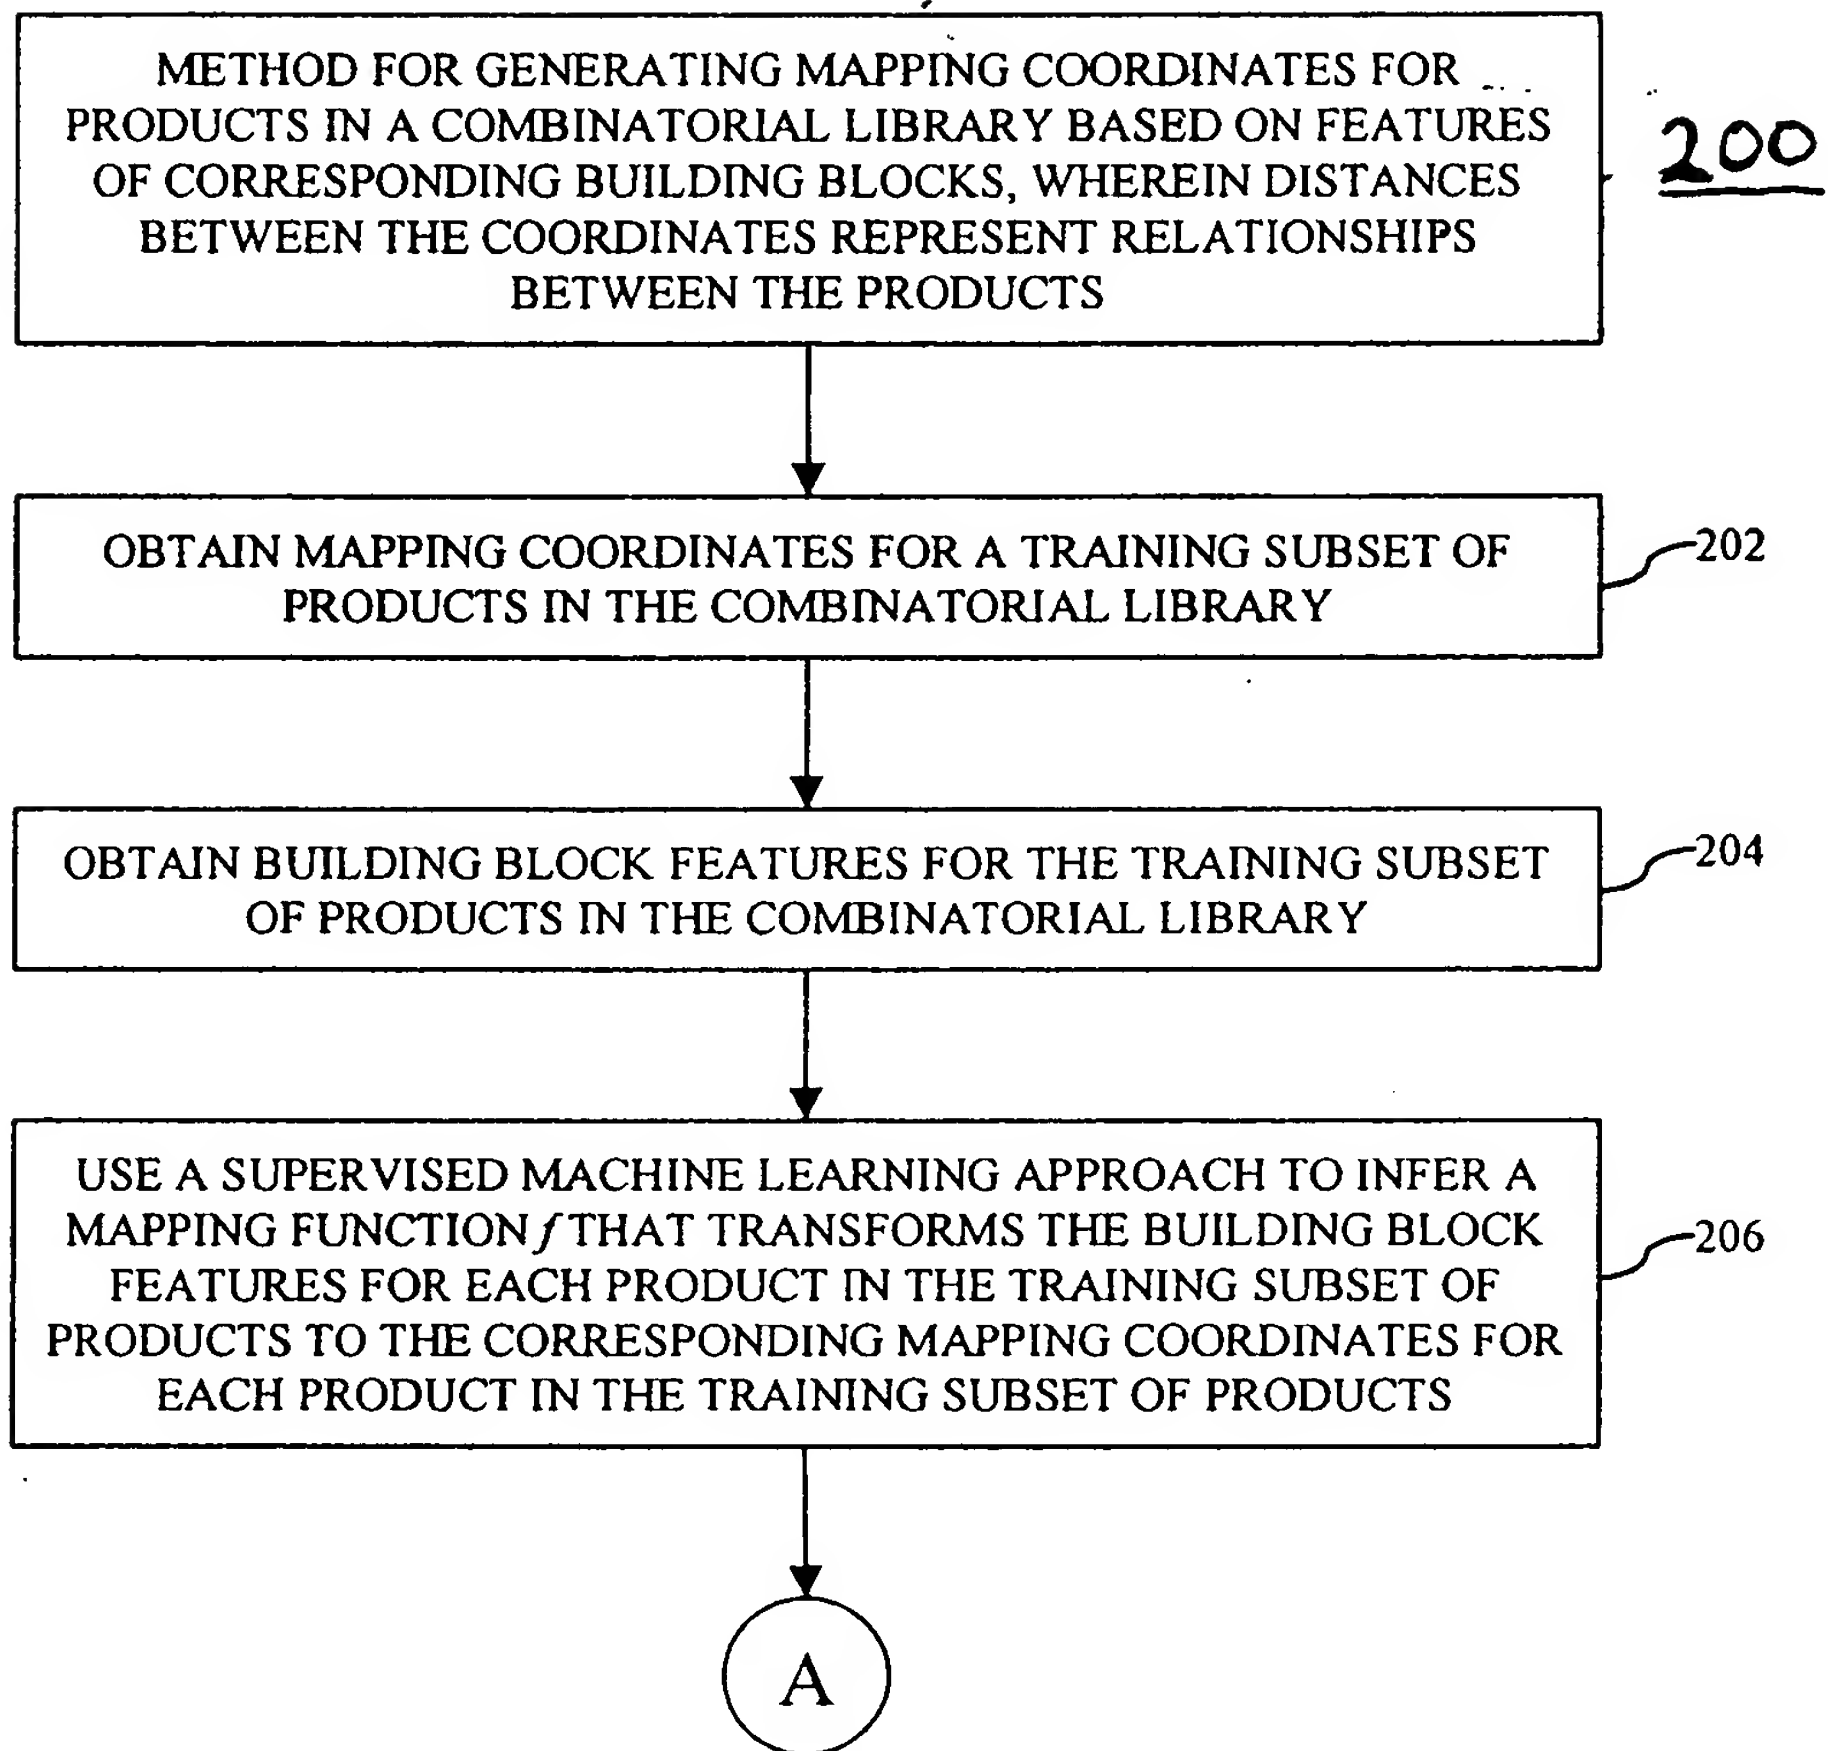 METHOD FOR GENERATING MAPPING COORDINATES FOR
PRODUCTS IN A COMBINATORIAL LIBRARY BASED ON FEATURES
OF CORRESPONDING BUILDING BLOCKS, WHEREIN DISTANCES
BETWEEN THE COORDINATES REPRESENT RELATIONSHIPS
BETWEEN THE PRODUCTS
200
OBTAIN MAPPING COORDINATES FOR A TRAINING SUBSET OF
PRODUCTS IN THE COMBINATORIAL LIBRARY
202
OBTAIN BUILDING BLOCK FEATURES FOR THE TRAINING SUBSET
OF PRODUCTS IN THE COMBINATORIAL LIBRARY
204
USE A SUPERVISED MACHINE LEARNING APPROACH TO INFER A
MAPPING FUNCTION f THAT TRANSFORMS THE BUILDING BLOCK
FEATURES FOR EACH PRODUCT IN THE TRAINING SUBSET OF
PRODUCTS TO THE CORRESPONDING MAPPING COORDINATES FOR
EACH PRODUCT IN THE TRAINING SUBSET OF PRODUCTS
206
A